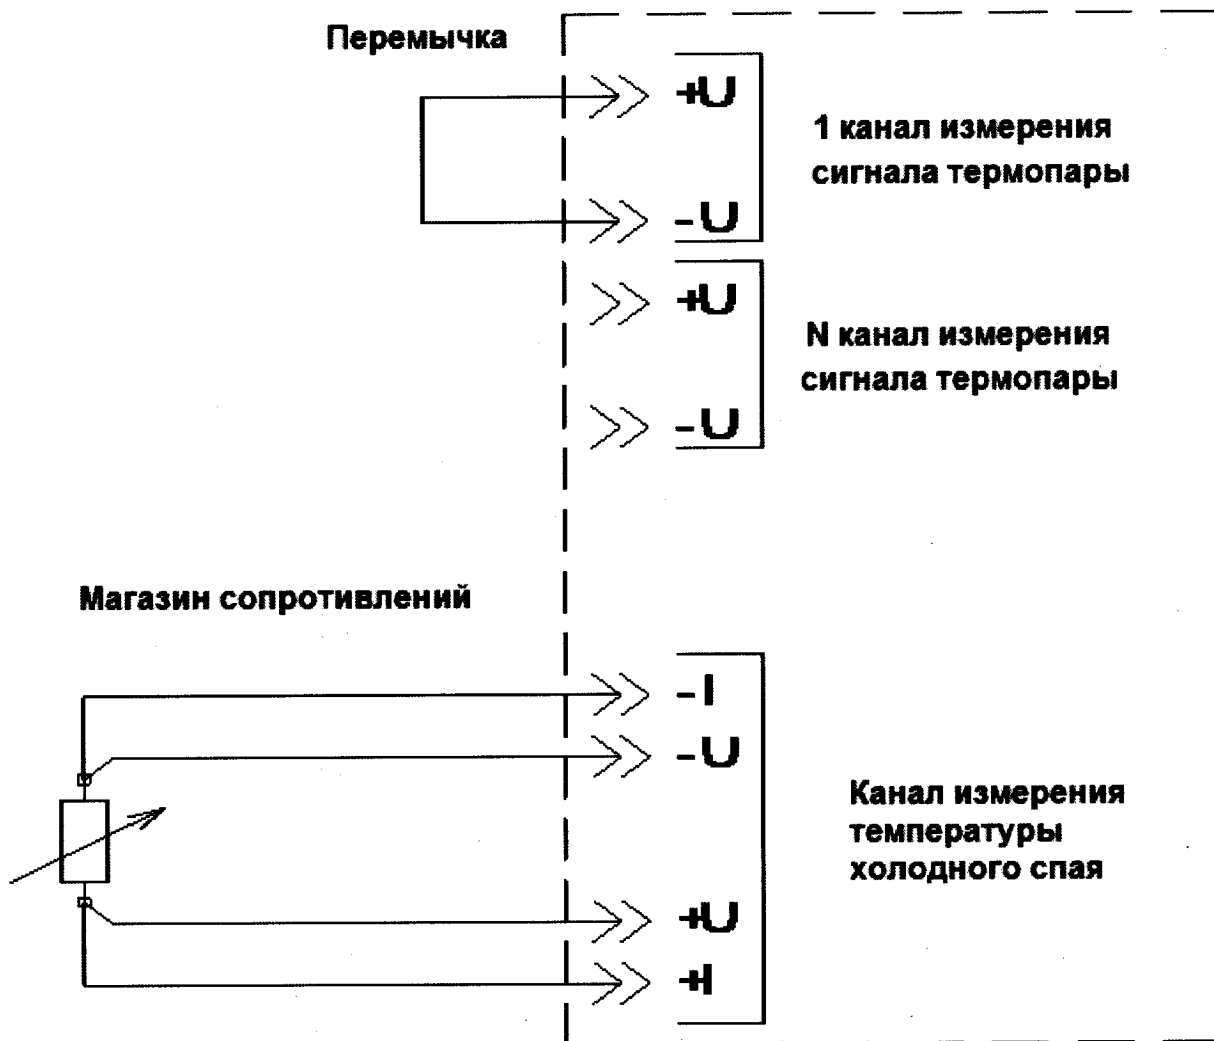 Перемычка
+U
1 канал измерения
сигнала термопары
-U
+U
N канал измерения
сигнала термопары
-U
Магазин сопротивлений
-I
-U
Канал измерения
температуры
холодного спая
+U
+I